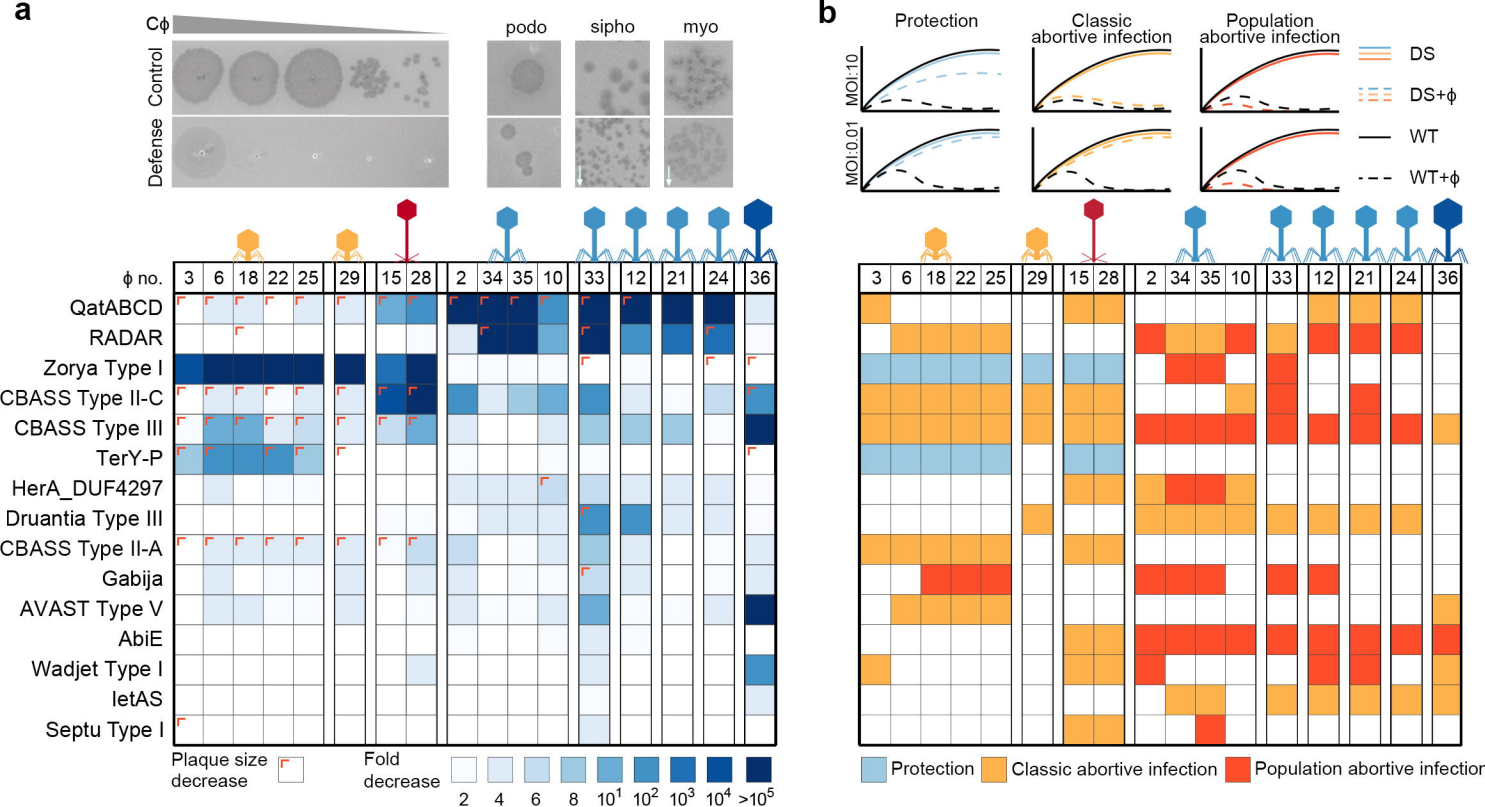 a
Cϕ
Control
Defense
podo sipho myo
ϕ no. 3 6 18 22 25 29 15 28 2 34 35 10 33 12 21 24 36
QatABCD
RADAR
Zorya Type I
CBASS Type II-C
CBASS Type III
TerY-P
HerA_DUF4297
Druantia Type III
CBASS Type II-A
Gabija
AVAST Type V
AbiE
Wadjet Type I
IetAS
Septu Type I
Plaque size
decrease
Fold
decrease
2 4 6 8 10¹ 10² 10³ 10⁴ >10⁵
b
Protection
Classic
abortive infection
Population
abortive infection
MOI:10
MOI:0.01
DS
DS+ϕ
WT
WT+ϕ
3 6 18 22 25 29 15 28 2 34 35 10 33 12 21 24 36
Protection Classic abortive infection Population abortive infection